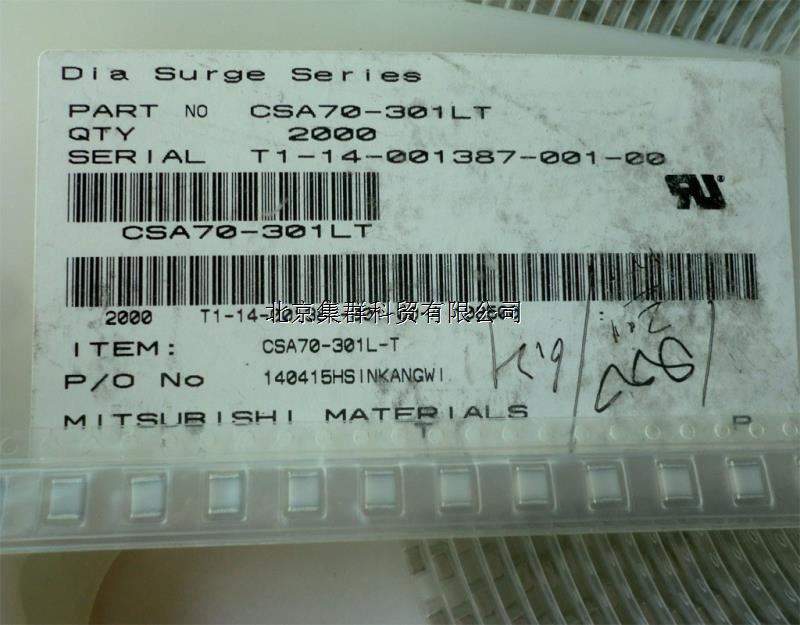 Dia Surge Series
PART NO CSA70-301LT
QTY 2000
SERIAL T1-14-001387-001-00
CSA70-301LT
北京集群科贸有限公司
2000 T1-14-
ITEM: CSA70-301L-T
P/O No 140415HSINKANGWI
MITSUBISHI MATERIALS
T P